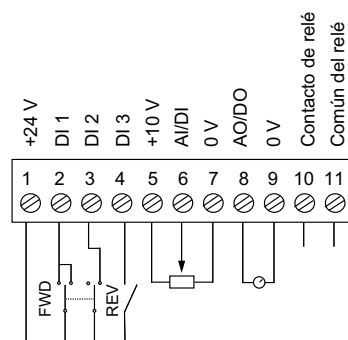 +24 V
DI 1
DI 2
DI 3
+10 V
AI/DI
0 V
AO/DO
0 V
Contacto de relé
Común del relé
1 2 3 4 5 6 7 8 9 10 11
FWD
REV